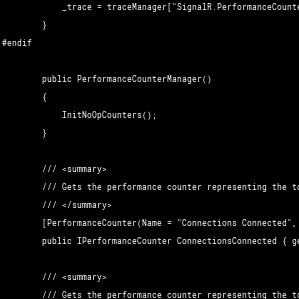 _trace = traceManager["SignalR.PerformanceCounte
}
#endif
public PerformanceCounterManager()
{
InitNoOpCounters();
}
/// <summary>
/// Gets the performance counter representing the to
/// </summary>
[PerformanceCounter(Name = "Connections Connected",
public IPerformanceCounter ConnectionsConnected { ge
/// <summary>
/// Gets the performance counter representing the to